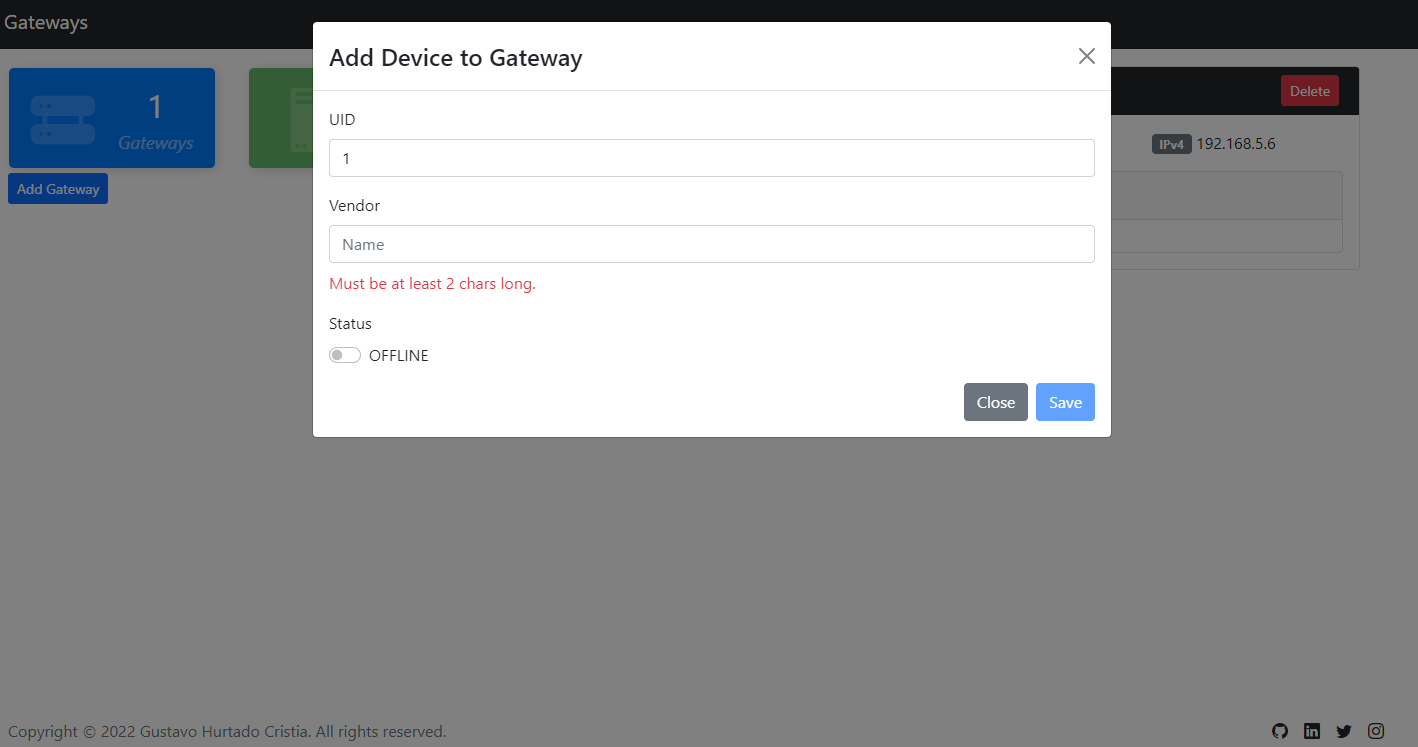 Gateways
Add Device to Gateway
Delete
UID
1
1
Gateways
IPv4 192.168.5.6
Add Gateway
Vendor
Name
Must be at least 2 chars long.
Status
OFFLINE
Close Save
Copyright © 2022 Gustavo Hurtado Cristia. All rights reserved.